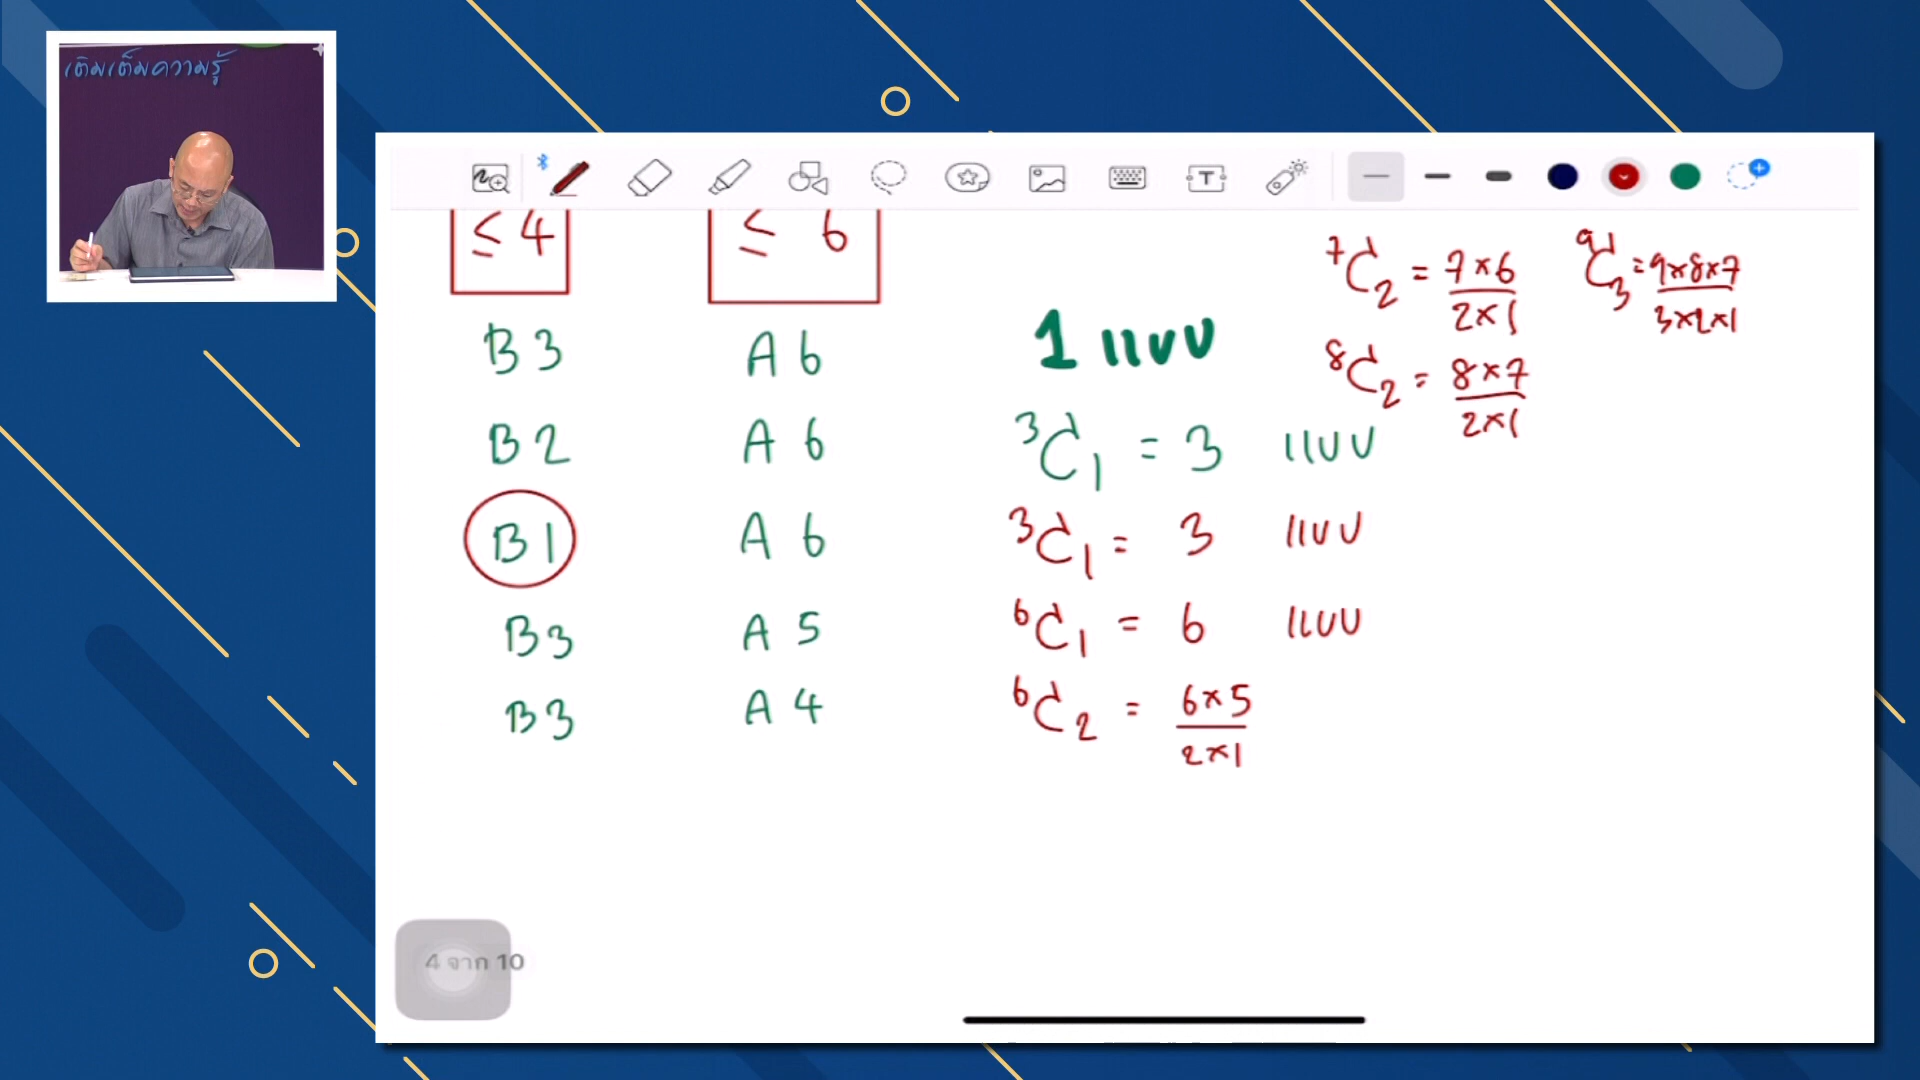 เติมเต็มความรู้
≤ 4 ≤ 6
⁷C₂ = 7×6 / 2×1
⁹C₃ = 9×8×7 / 3×2×1
B 3 A 6 1 แบบ
⁸C₂ = 8×7 / 2×1
B 2 A 6 ³C₁ = 3 แบบ
B 1 A 6 ³C₁ = 3 แบบ
B 3 A 5 ⁶C₁ = 6 แบบ
B 3 A 4 ⁶C₂ = 6×5 / 2×1
4 จาก 10